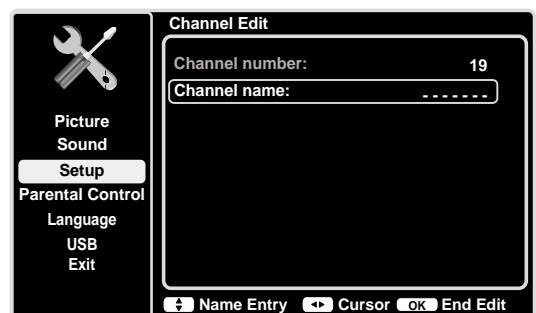 Channel Edit
Channel number: 19
Channel name: _ _ _ _ _ _ _
Picture
Sound
Setup
Parental Control
Language
USB
Exit
Name Entry Cursor OK End Edit